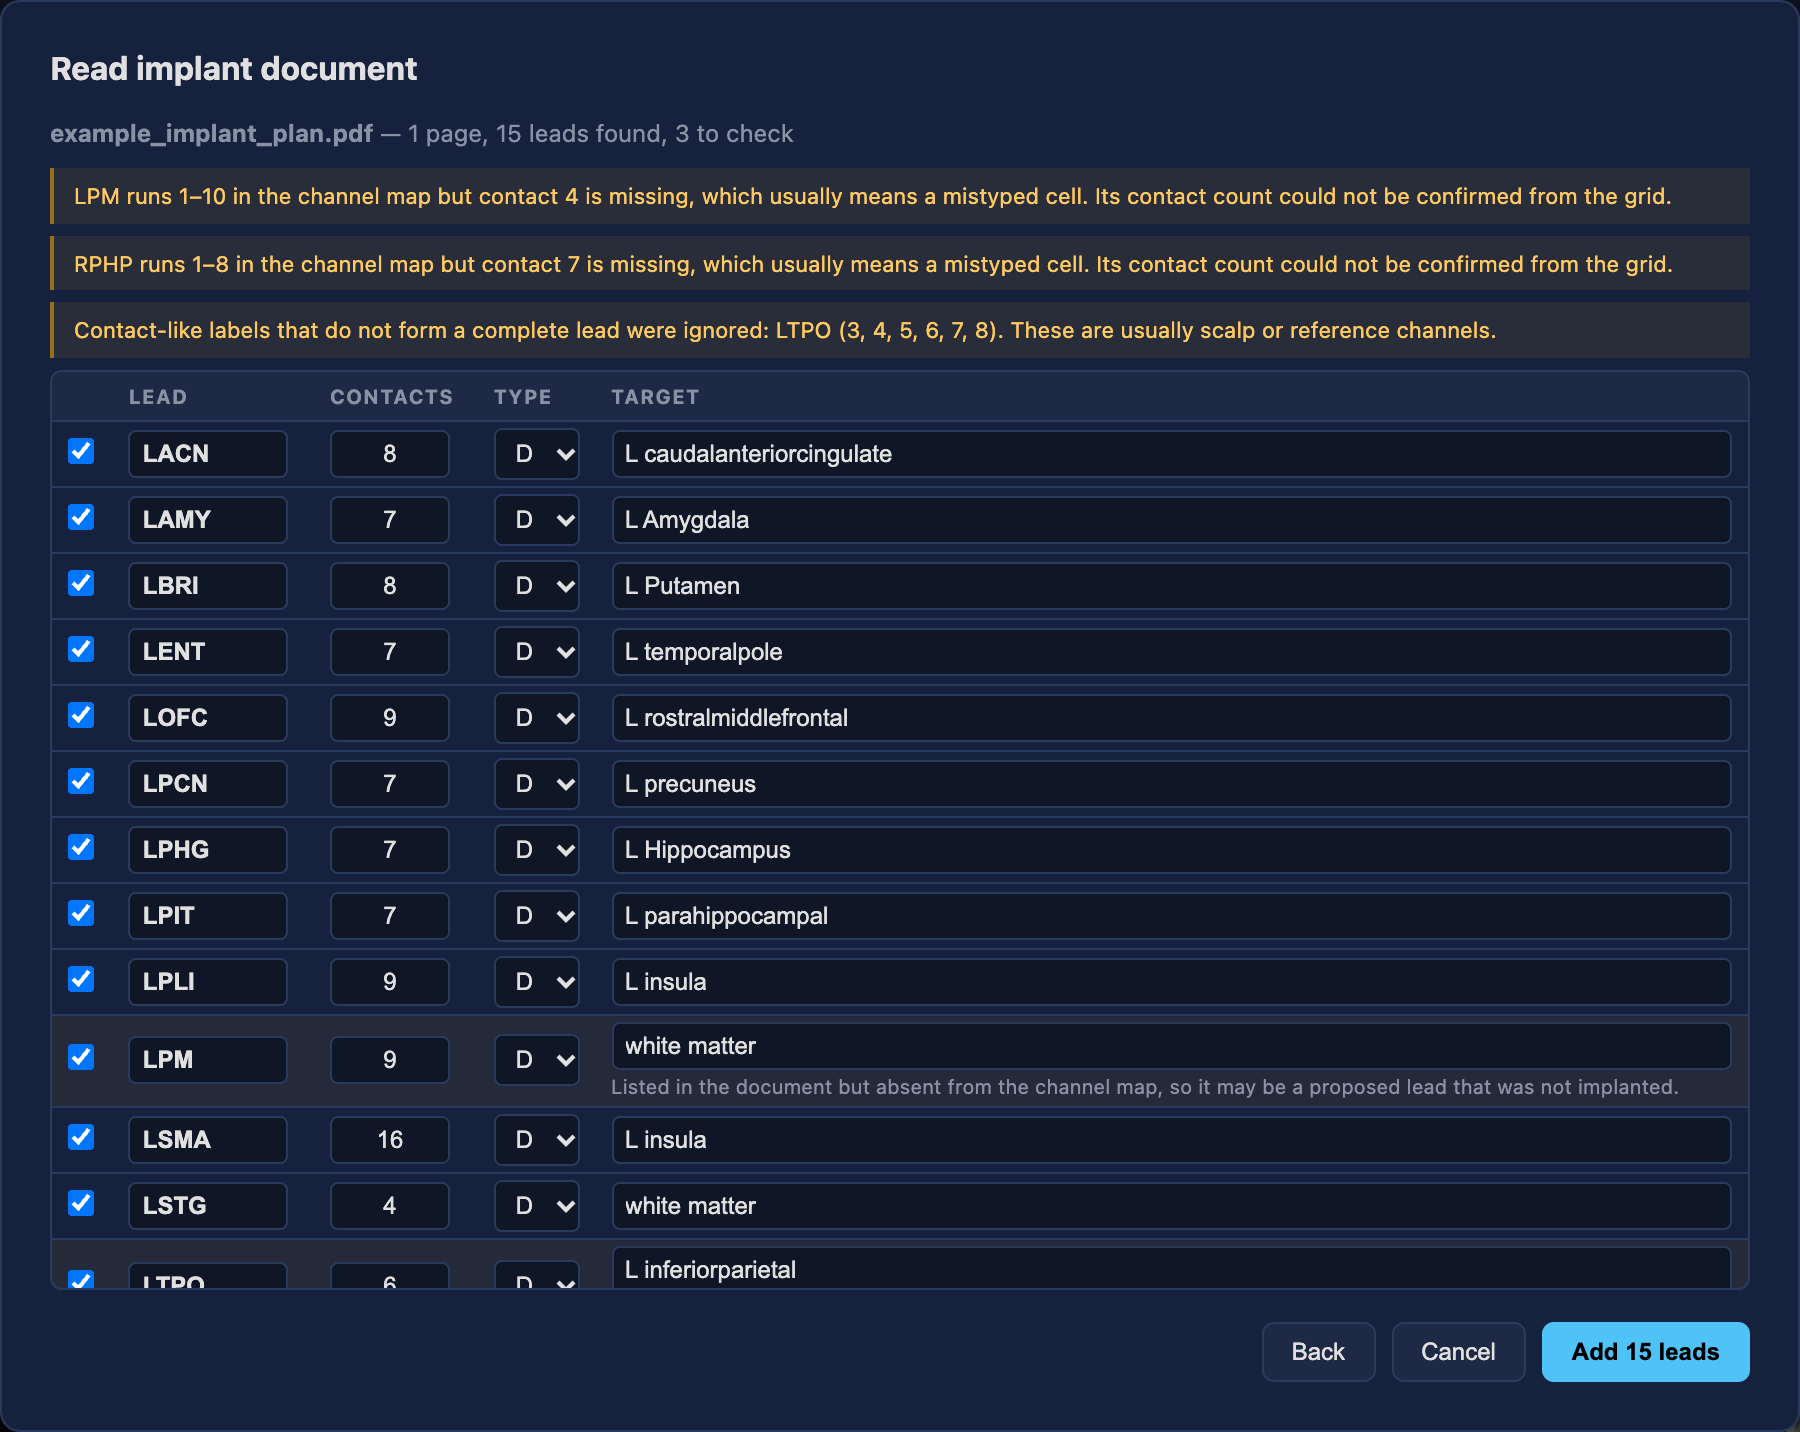 Read implant document
example_implant_plan.pdf — 1 page, 15 leads found, 3 to check
LPM runs 1–10 in the channel map but contact 4 is missing, which usually means a mistyped cell. Its contact count could not be confirmed from the grid.
RPHP runs 1–8 in the channel map but contact 7 is missing, which usually means a mistyped cell. Its contact count could not be confirmed from the grid.
Contact-like labels that do not form a complete lead were ignored: LTPO (3, 4, 5, 6, 7, 8). These are usually scalp or reference channels.
LEAD CONTACTS TYPE TARGET
LACN 8 D L caudalanteriorcingulate
LAMY 7 D L Amygdala
LBRI 8 D L Putamen
LENT 7 D L temporalpole
LOFC 9 D L rostralmiddlefrontal
LPCN 7 D L precuneus
LPHG 7 D L Hippocampus
LPIT 7 D L parahippocampal
LPLI 9 D L insula
LPM 9 D white matter
Listed in the document but absent from the channel map, so it may be a proposed lead that was not implanted.
LSMA 16 D L insula
LSTG 4 D white matter
LTPO 6 D L inferiorparietal
Back Cancel Add 15 leads